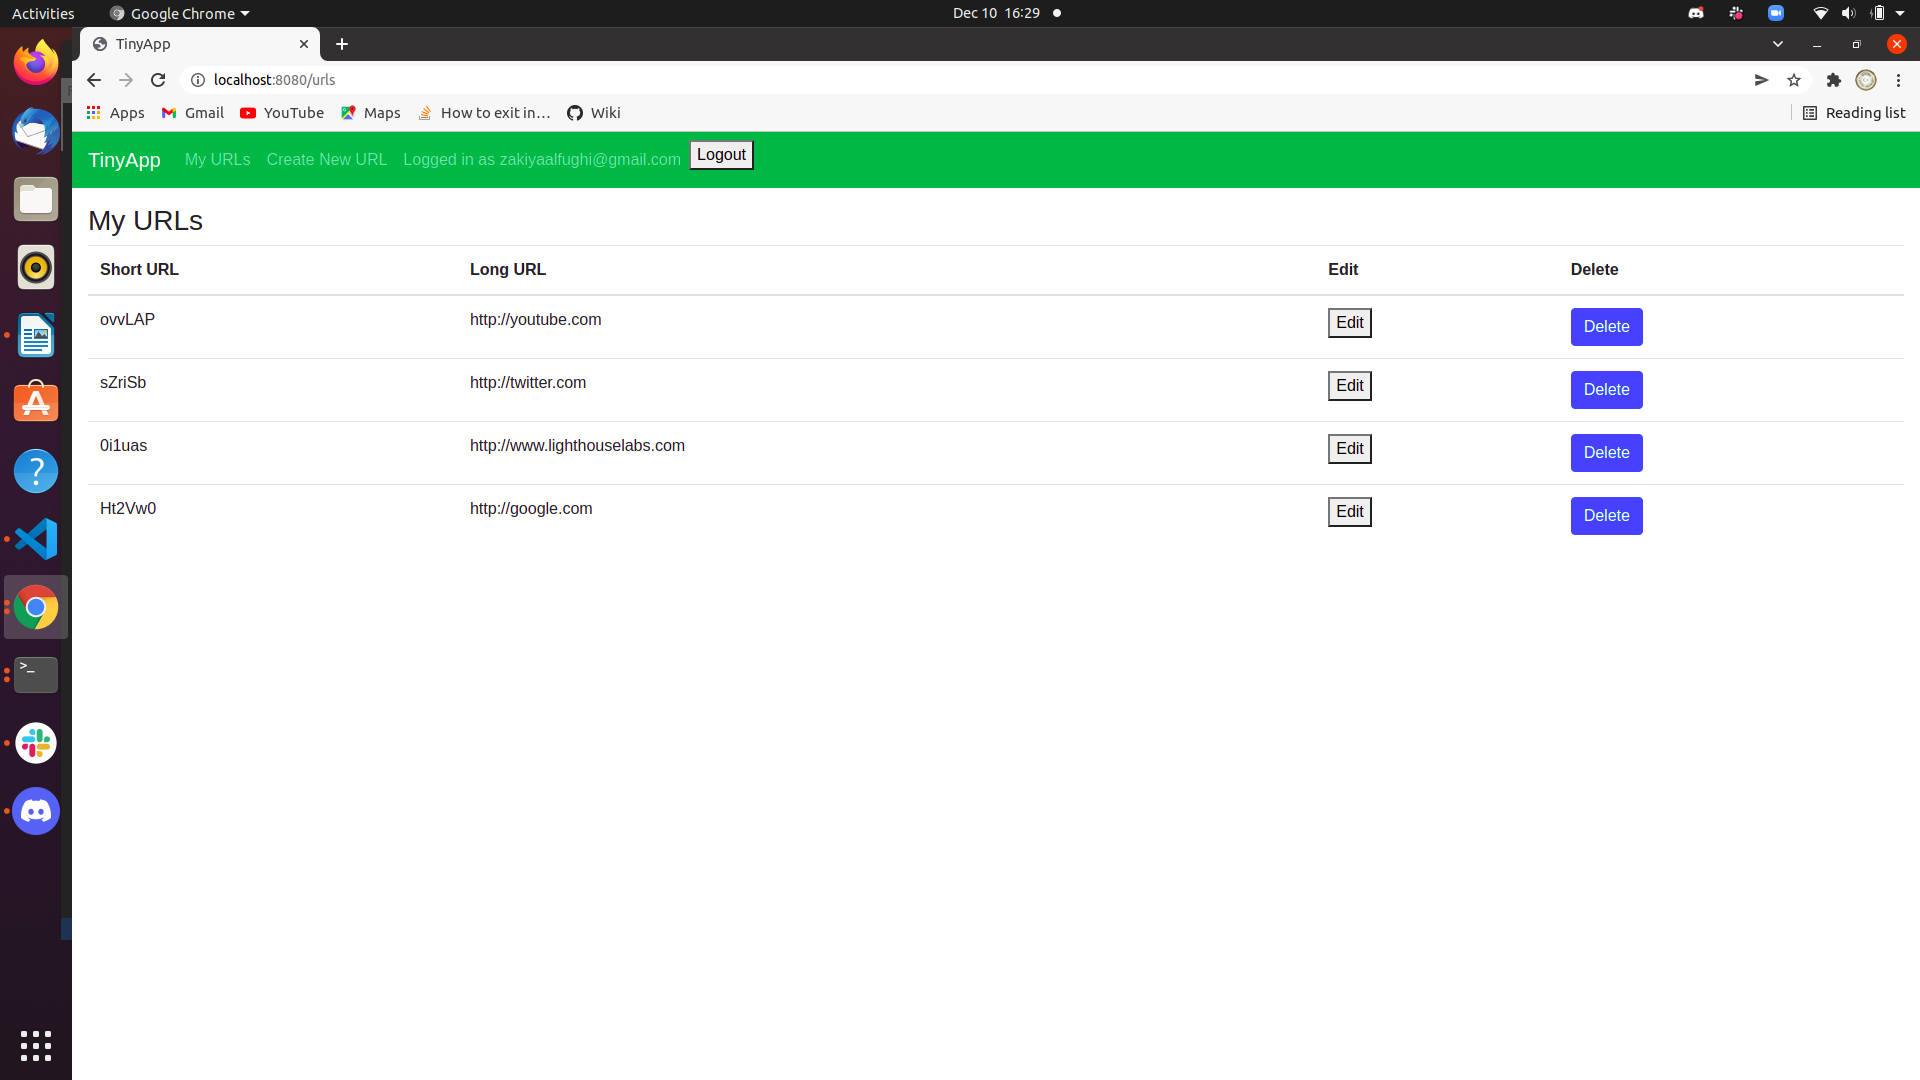 Activities Google Chrome Dec 10 16:29
TinyApp
localhost:8080/urls
Apps Gmail YouTube Maps How to exit in… Wiki Reading list
TinyApp My URLs Create New URL Logged in as zakiyaalfughi@gmail.com Logout
My URLs
Short URL Long URL Edit Delete
ovvLAP http://youtube.com Edit Delete
sZriSb http://twitter.com Edit Delete
0i1uas http://www.lighthouselabs.com Edit Delete
Ht2Vw0 http://google.com Edit Delete